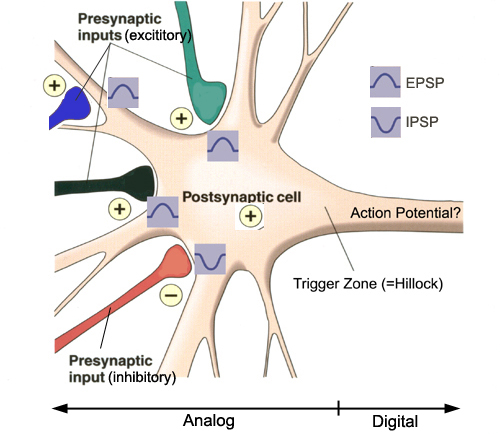 Presynaptic
inputs (excititory)
+
EPSP
IPSP
+
Postsynaptic cell
+
+
Action Potential?
Trigger Zone (=Hillock)
−
Presynaptic
input (inhibitory)
Analog
Digital